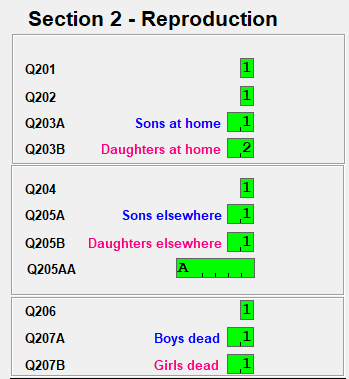 Section 2 - Reproduction
Q201 1
Q202 1
Q203A Sons at home 1
Q203B Daughters at home 2
Q204 1
Q205A Sons elsewhere 1
Q205B Daughters elsewhere 1
Q205AA A
Q206 1
Q207A Boys dead 1
Q207B Girls dead 1